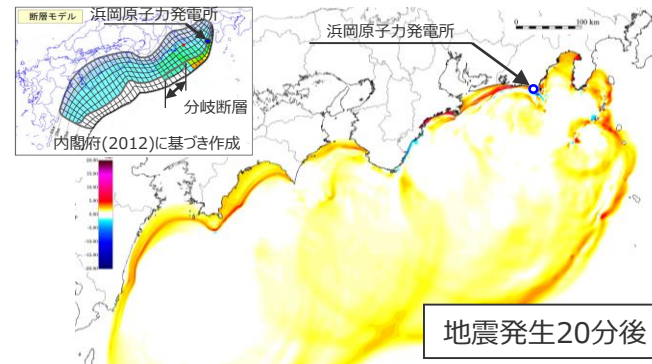 断層モデル
浜岡原子力発電所
分岐断層
内閣府(2012)に基づき作成
浜岡原子力発電所
0
100 km
20.00
地震発生20分後